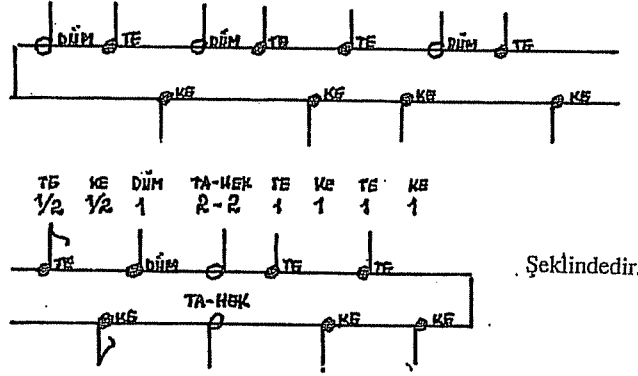 DÜM TE DÜM TE TE DÜM TE
KE KE KE KE
TE KE DÜM TA-HEK TE KE TE KE
1/2 1/2 1 2-2 1 1 1 1
TE DÜM TE TE
Şeklindedir.
TA-HEK
KE KE KE